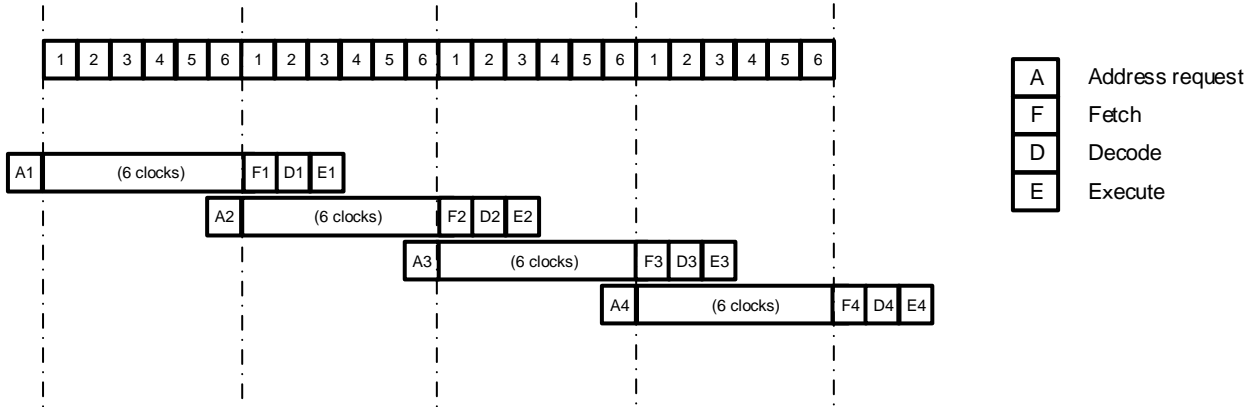 1 2 3 4 5 6 1 2 3 4 5 6 1 2 3 4 5 6 1 2 3 4 5 6
A1 (6 clocks) F1 D1 E1
A2 (6 clocks) F2 D2 E2
A3 (6 clocks) F3 D3 E3
A4 (6 clocks) F4 D4 E4
A Address request
F Fetch
D Decode
E Execute